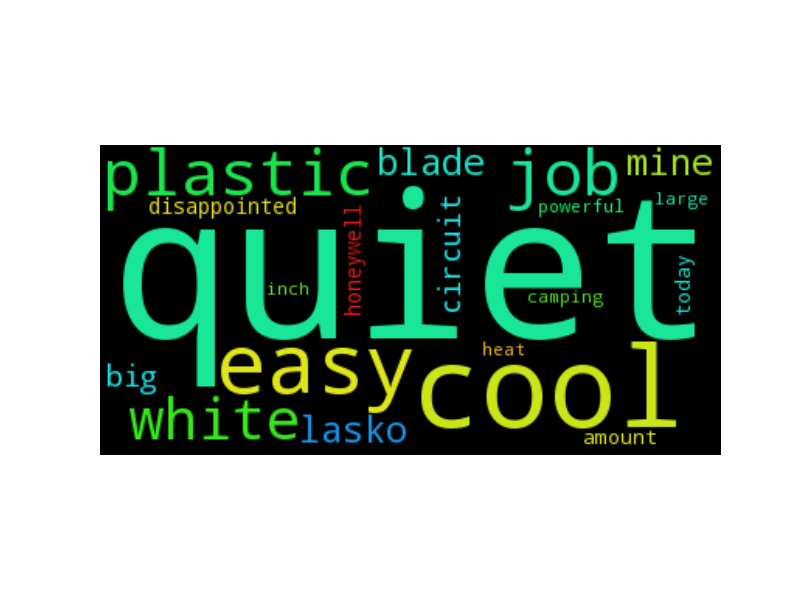 plastic
blade
job
mine
disappointed
powerful
large
quiet
honeywell
circuit
inch
camping
today
easy
heat
cool
big
white
lasko
amount